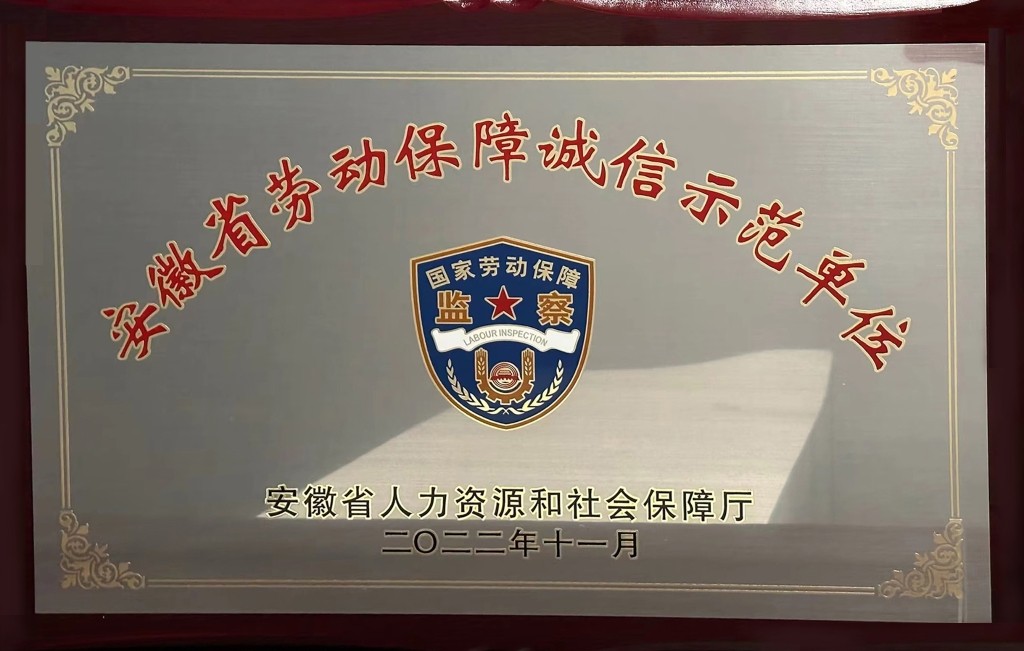 安徽省劳动保障诚信示范单位
国家劳动保障
监察
LABOUR INSPECTION
安徽省人力资源和社会保障厅
二〇二二年十一月